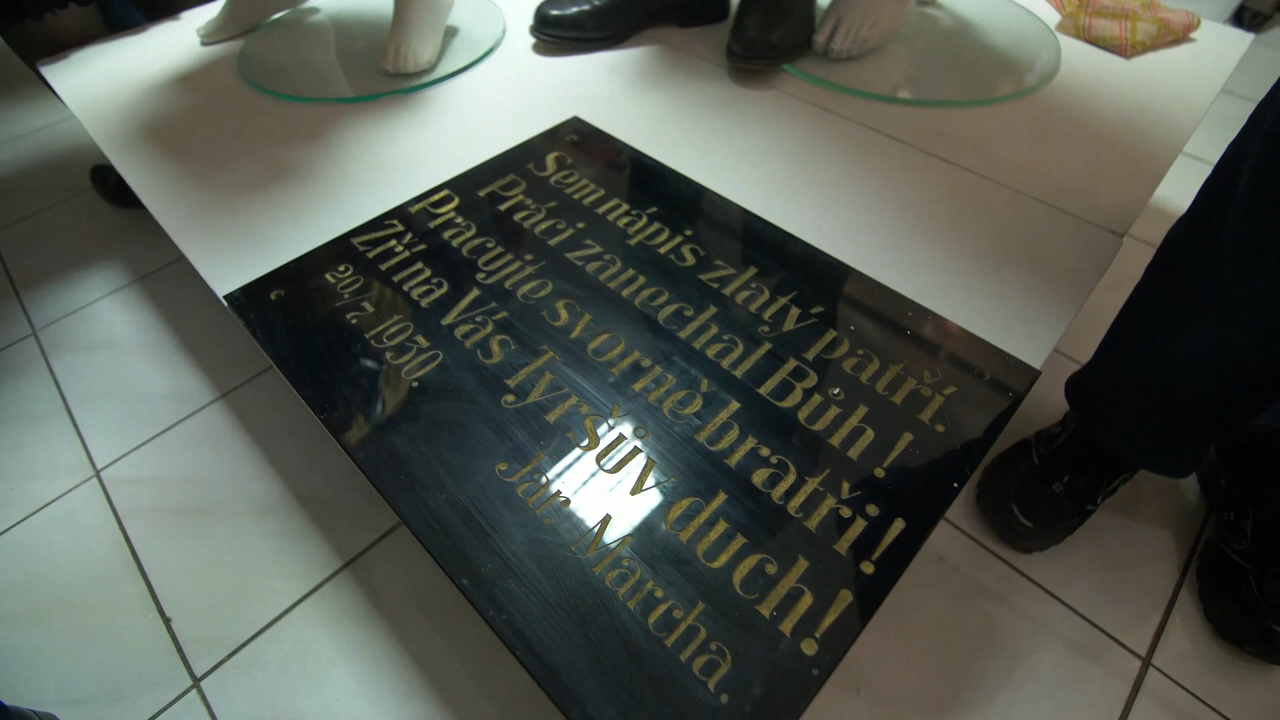 Sem nápis zlatý patří.
Práci zanechal Bůh!
Pracujte svorně bratři!
Zří na Vás Tyršův duch!
20./7. 1930.
Jar. Marcha.